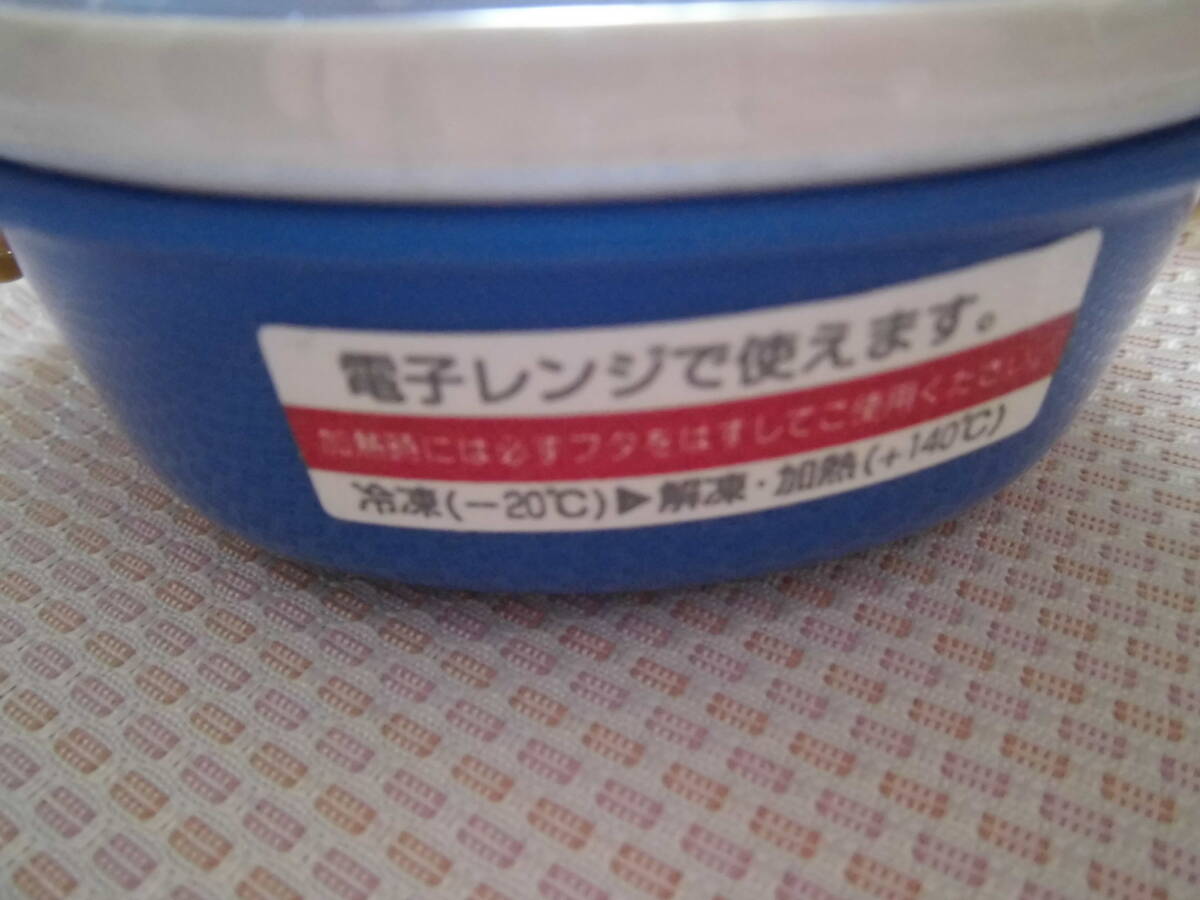 電子レンジで使えます。
加熱時には必ずフタをはずしてご使用ください。
冷凍(−20℃)▶解凍・加熱(+140℃)